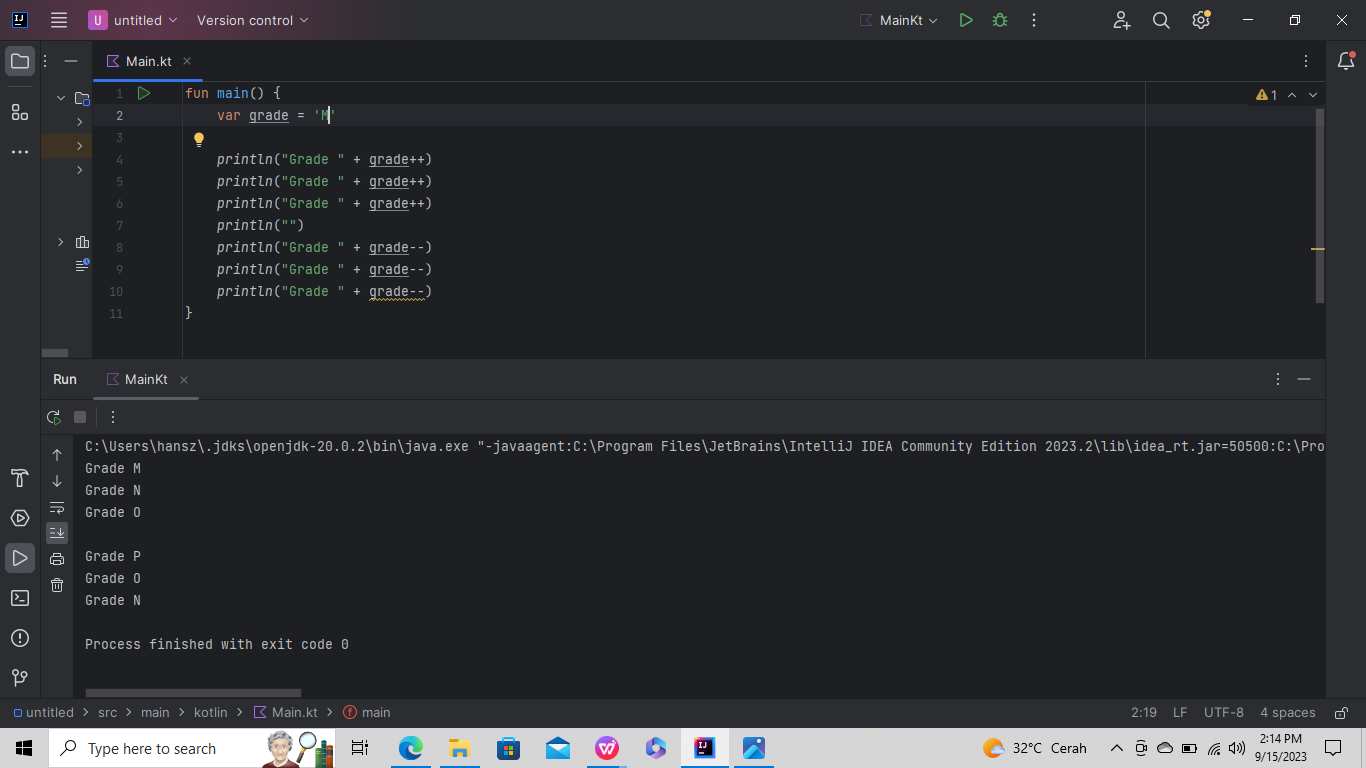 U untitled Version control MainKt
Main.kt
1 fun main() {
2 var grade = 'M'
3
4 println("Grade " + grade++)
5 println("Grade " + grade++)
6 println("Grade " + grade++)
7 println("")
8 println("Grade " + grade--)
9 println("Grade " + grade--)
10 println("Grade " + grade--)
11 }
1
Run MainKt
C:\Users\hansz\.jdks\openjdk-20.0.2\bin\java.exe "-javaagent:C:\Program Files\JetBrains\IntelliJ IDEA Community Edition 2023.2\lib\idea_rt.jar=50500:C:\Pro
Grade M
Grade N
Grade O
Grade P
Grade O
Grade N
Process finished with exit code 0
untitled > src > main > kotlin > Main.kt > main 2:19 LF UTF-8 4 spaces
Type here to search 32°C Cerah 2:14 PM
9/15/2023